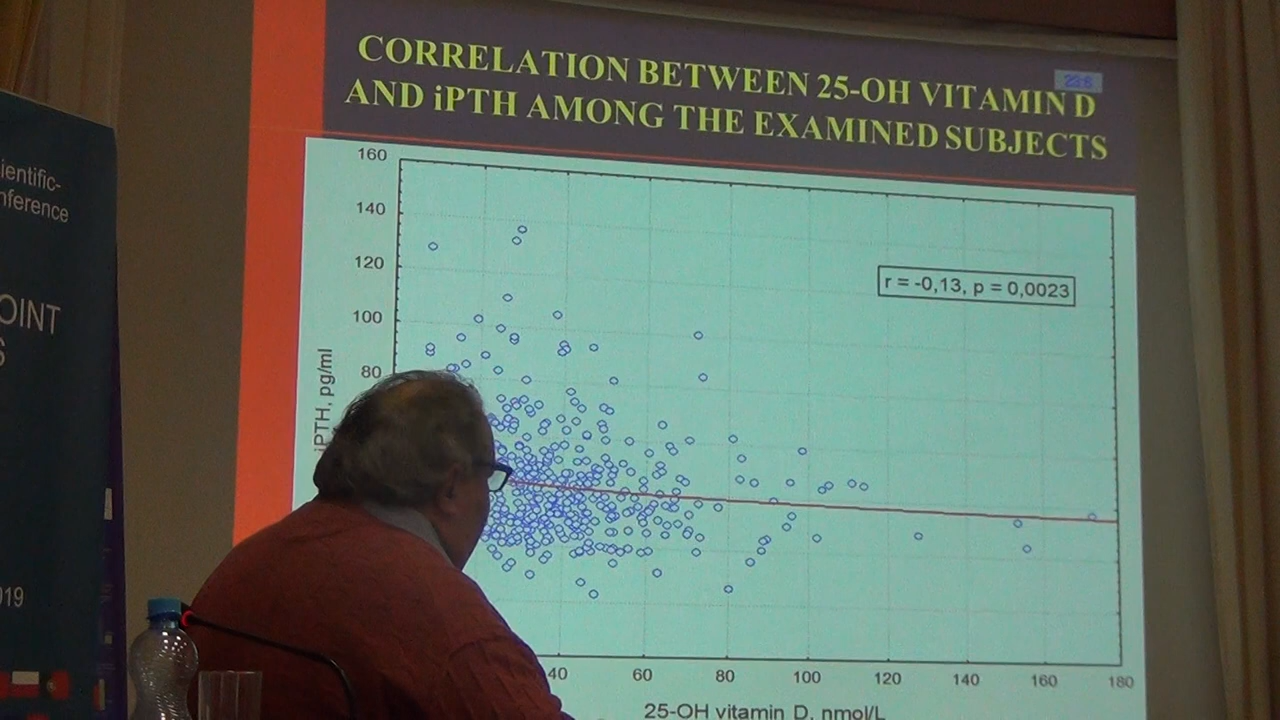 CORRELATION BETWEEN 25-OH VITAMIN D
AND iPTH AMONG THE EXAMINED SUBJECTS
23:6
ientific-
nference
OINT
S
019
160
140
120
100
80
iPTH, pg/ml
r = -0,13, p = 0,0023
40 60 80 100 120 140 160 180
25-OH vitamin D, nmol/L